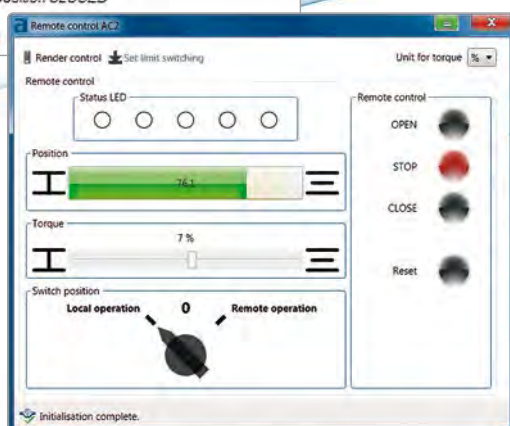 Remote control AC2
Render control Set limit switching
Unit for torque %
Remote control
Status LED
Position
76.1
Torque
7 %
Switch position
Local operation 0 Remote operation
Remote control
OPEN
STOP
CLOSE
Reset
Initialisation complete.